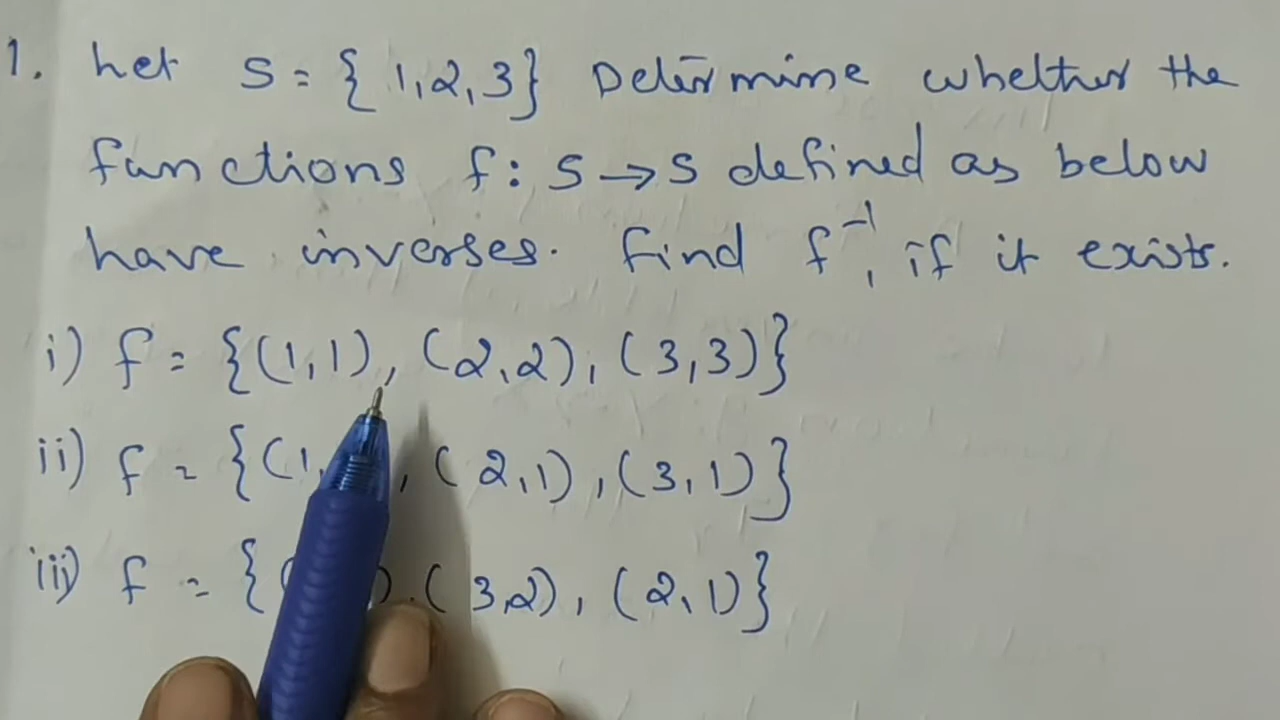 1. Let S = { 1,2,3} Determine whether the
functions f: S → S defined as below
have inverses. Find f⁻¹, if it exists.
i) f = {(1,1), (2,2), (3,3)}
ii) f = {(1, , (2,1), (3,1)}
iii) f = {( ), (3,2), (2,1)}